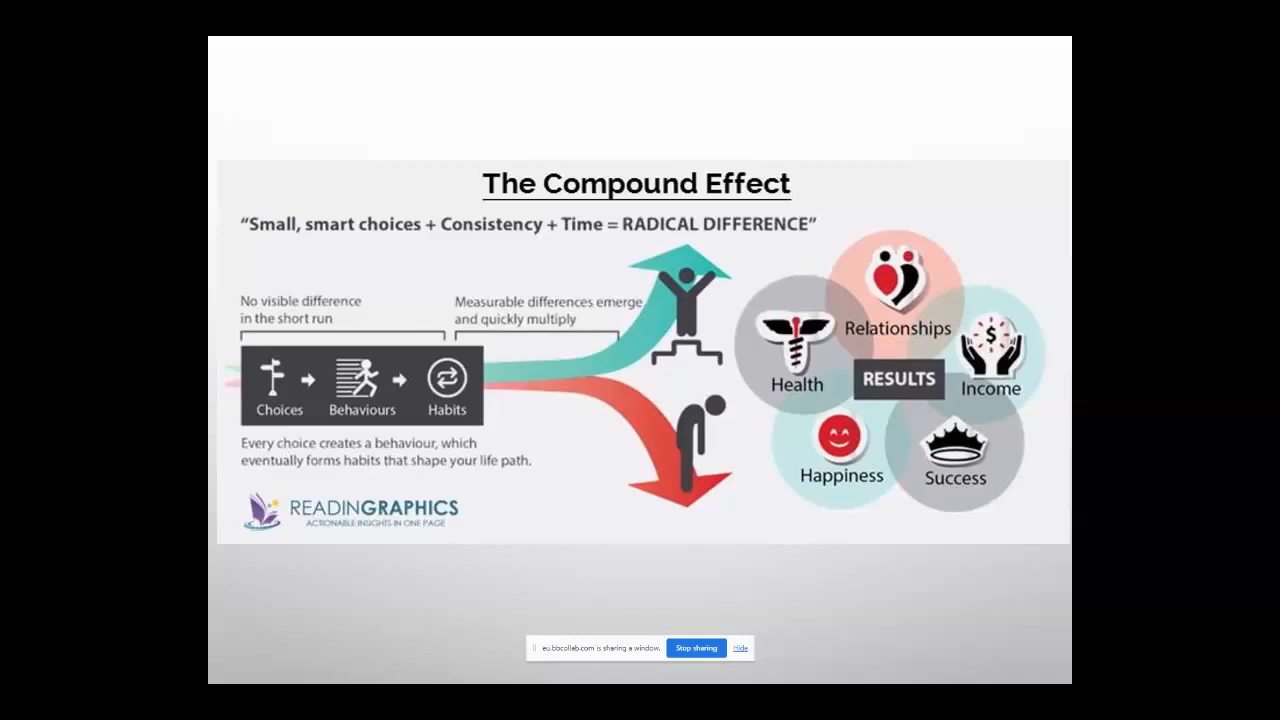 The Compound Effect
“Small, smart choices + Consistency + Time = RADICAL DIFFERENCE”
No visible difference
in the short run
Measurable differences emerge
and quickly multiply
Choices
Behaviours
Habits
Every choice creates a behaviour, which
eventually forms habits that shape your life path.
READINGRAPHICS
ACTIONABLE INSIGHTS IN ONE PAGE
Relationships
Health
RESULTS
$
Income
Happiness
Success
eu.bbcollab.com is sharing a window.
Stop sharing
Hide